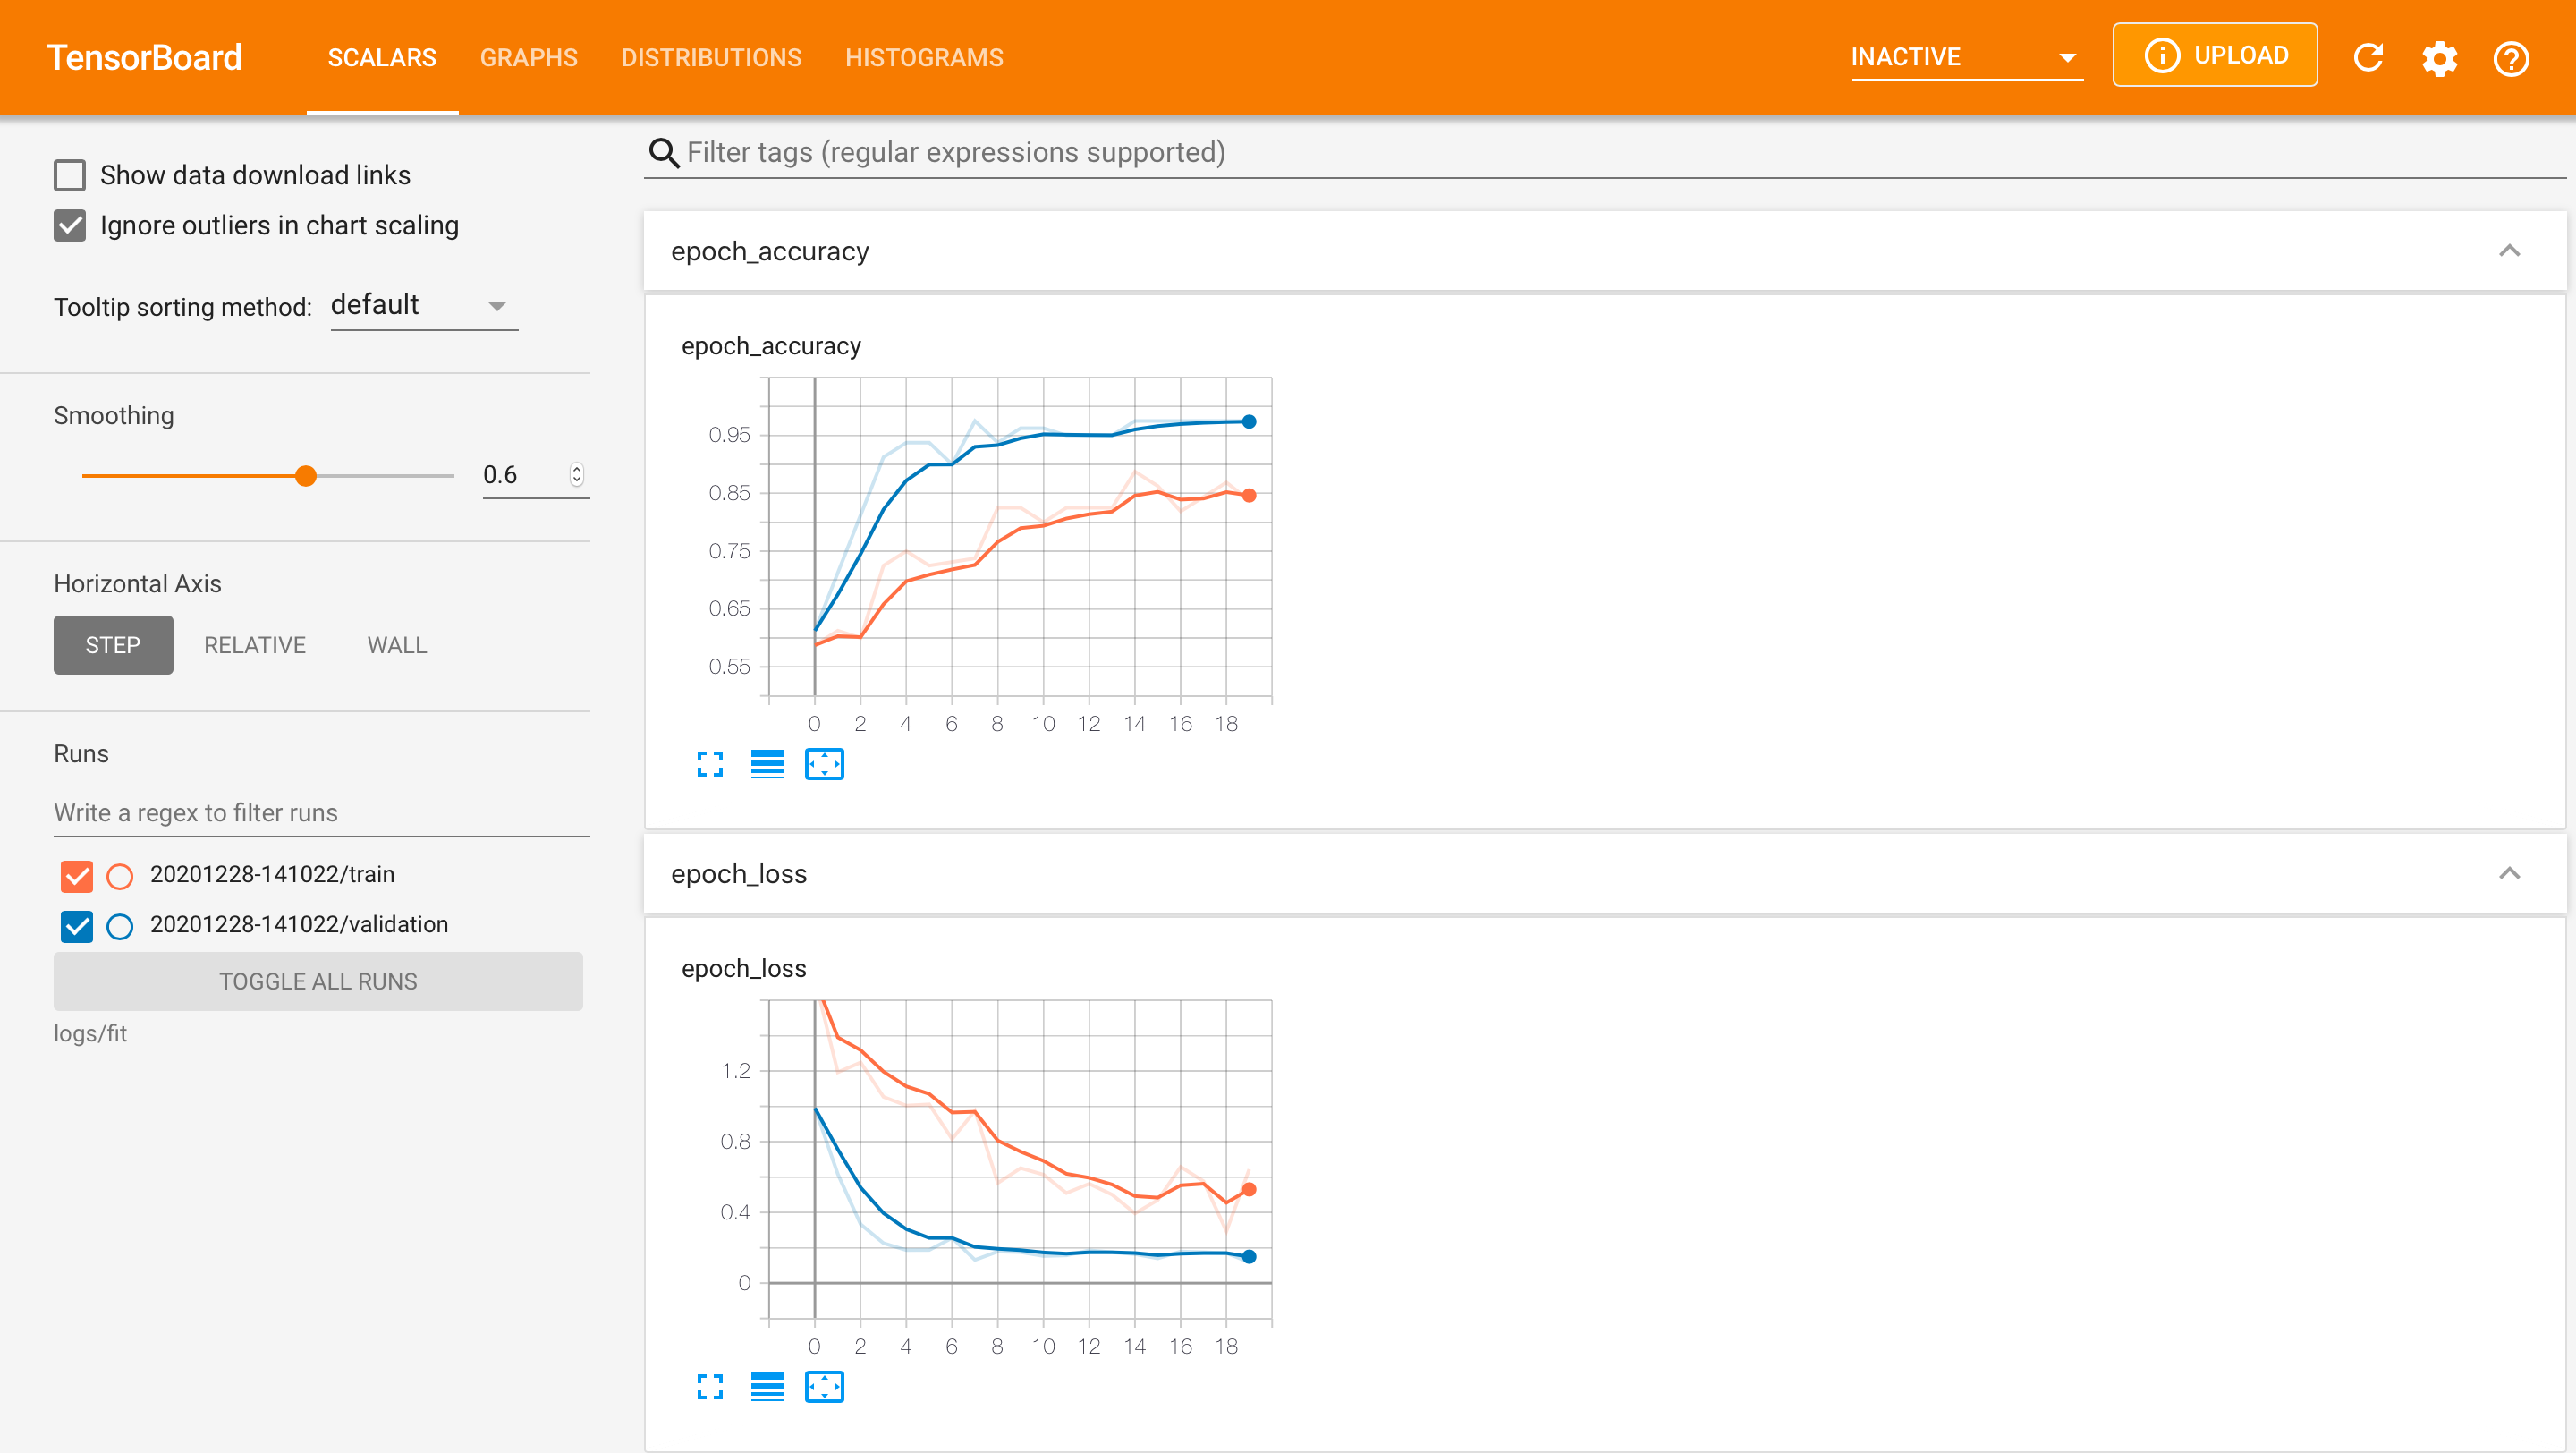 TensorBoard SCALARS GRAPHS DISTRIBUTIONS HISTOGRAMS INACTIVE UPLOAD
Show data download links
Ignore outliers in chart scaling
Tooltip sorting method: default
Smoothing
0.6
Horizontal Axis
STEP RELATIVE WALL
Runs
Write a regex to filter runs
20201228-141022/train
20201228-141022/validation
TOGGLE ALL RUNS
logs/fit
Filter tags (regular expressions supported)
epoch_accuracy
epoch_accuracy
0.95
0.85
0.75
0.65
0.55
0 2 4 6 8 10 12 14 16 18
epoch_loss
epoch_loss
1.2
0.8
0.4
0
0 2 4 6 8 10 12 14 16 18